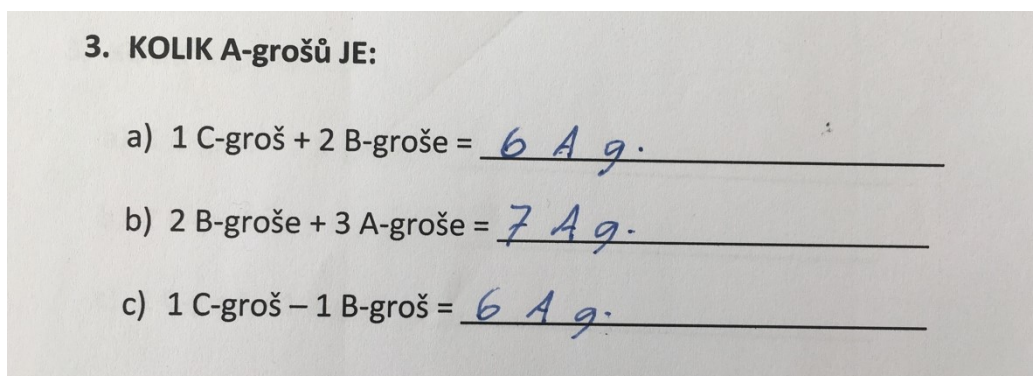 3. KOLIK A-grošů JE:
a) 1 C-groš + 2 B-groše = 6 A g.
b) 2 B-groše + 3 A-groše = 7 A g.
c) 1 C-groš – 1 B-groš = 6 A g.